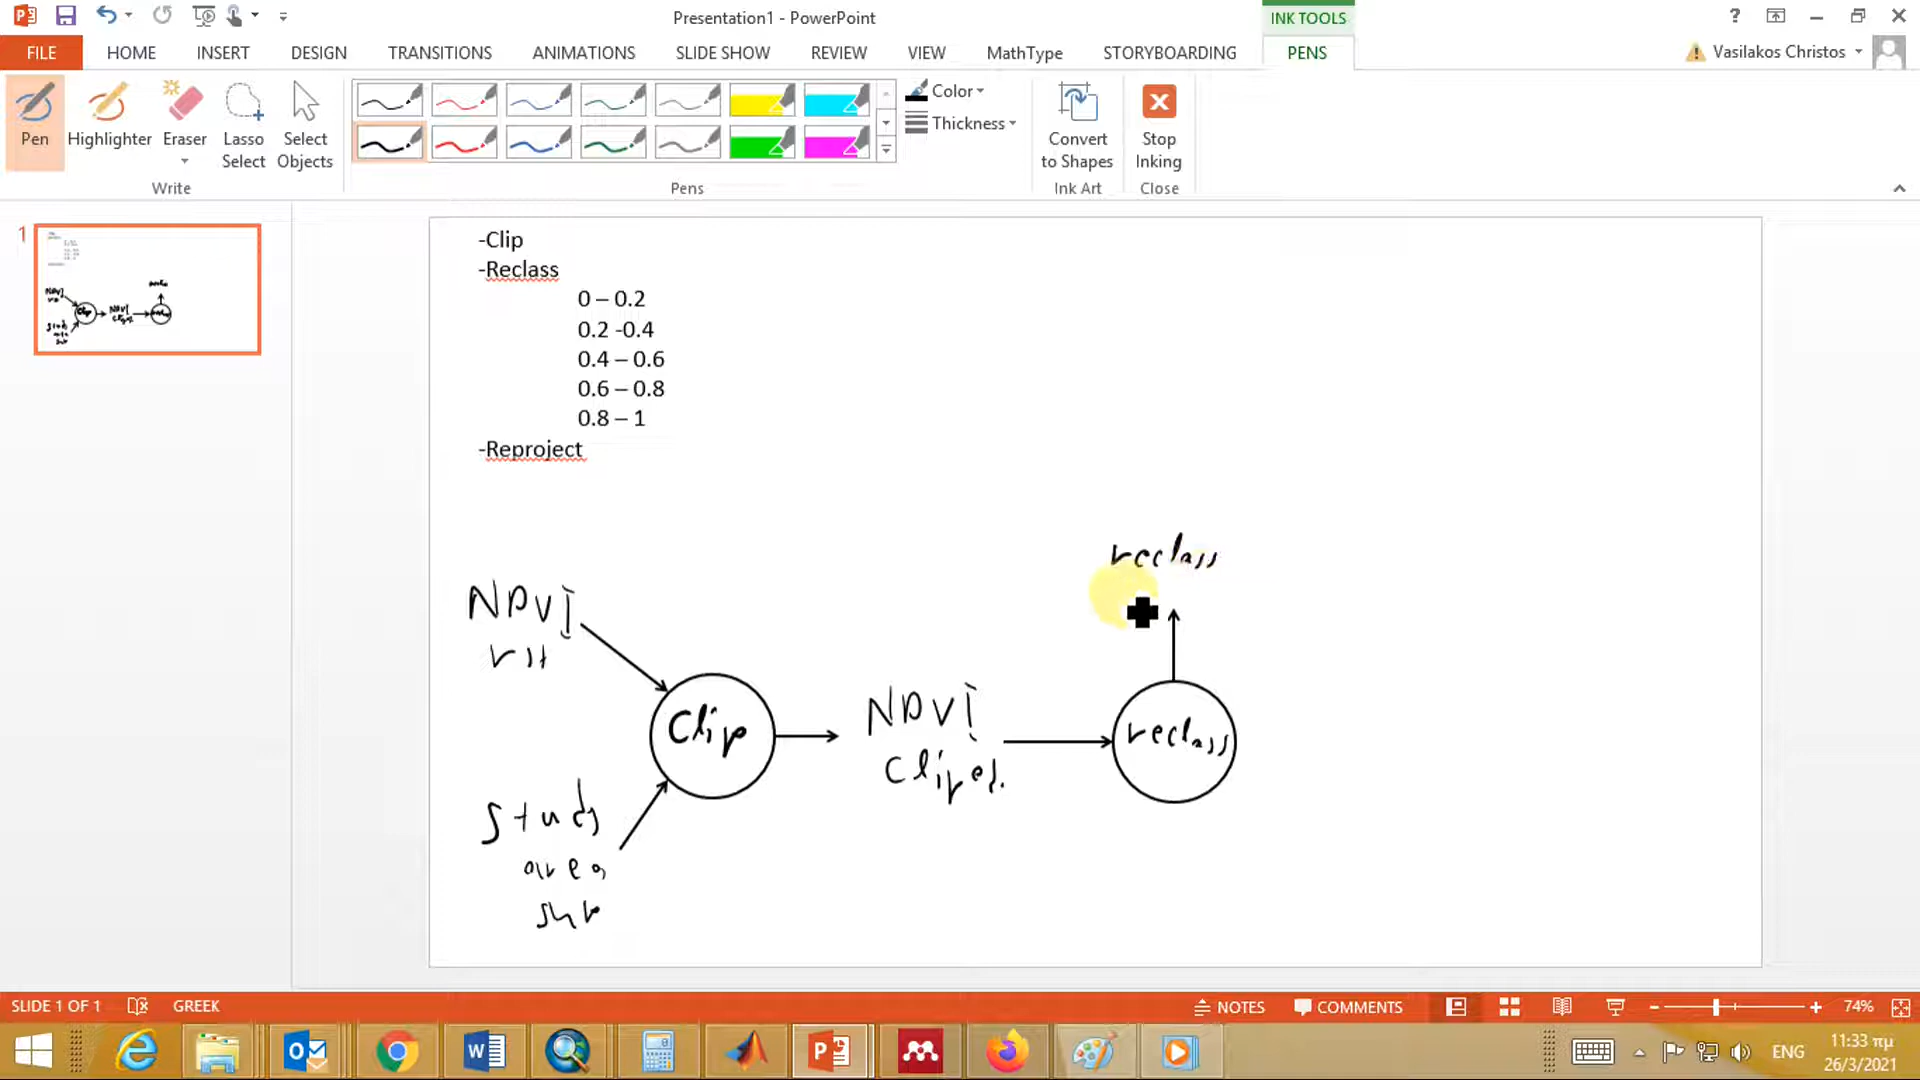 Presentation1 - PowerPoint
INK TOOLS
?
FILE
HOME
INSERT
DESIGN
TRANSITIONS
ANIMATIONS
SLIDE SHOW
REVIEW
VIEW
MathType
STORYBOARDING
PENS
Vasilakos Christos
Pen
Highlighter
Eraser
Lasso
Select
Select
Objects
Color
Thickness
Convert
to Shapes
Stop
Inking
Write
Pens
Ink Art
Close
1
-Clip
-Reclass
0 – 0.2
0.2 -0.4
0.4 – 0.6
0.6 – 0.8
0.8 – 1
-Reproject
reclass
NDVI
rst
Clip
NDVI
Cliped.
reclass
Study
area
shp
SLIDE 1 OF 1
GREEK
NOTES
COMMENTS
74%
ENG
11:33 πμ
26/3/2021